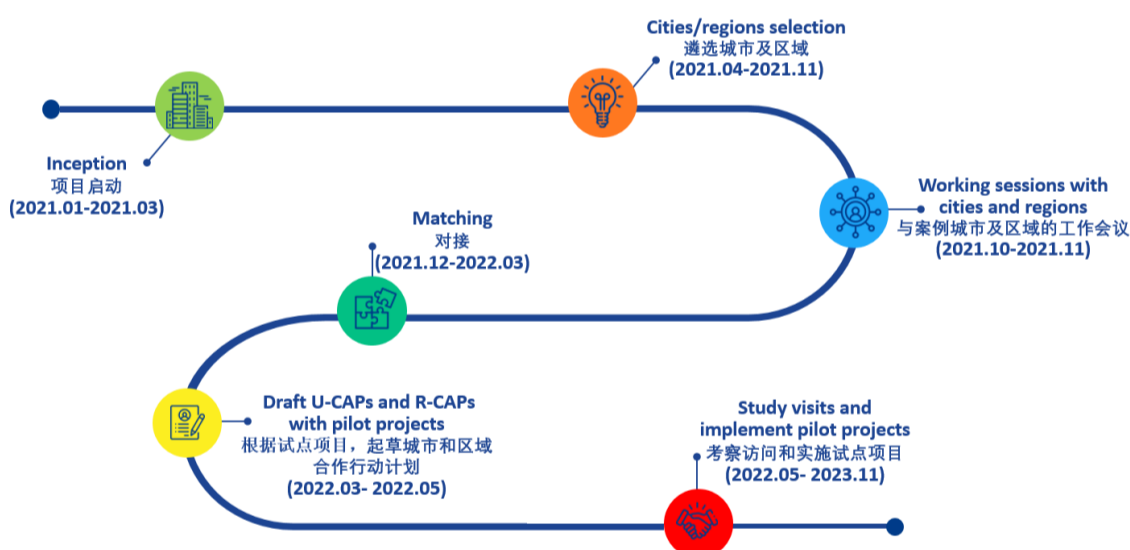 Inception
项目启动
(2021.01-2021.03)
Cities/regions selection
遴选城市及区域
(2021.04-2021.11)
Working sessions with
cities and regions
与案例城市及区域的工作会议
(2021.10-2021.11)
Matching
对接
(2021.12-2022.03)
Draft U-CAPs and R-CAPs
with pilot projects
根据试点项目，起草城市和区域
合作行动计划
(2022.03- 2022.05)
Study visits and
implement pilot projects
考察访问和实施试点项目
(2022.05- 2023.11)